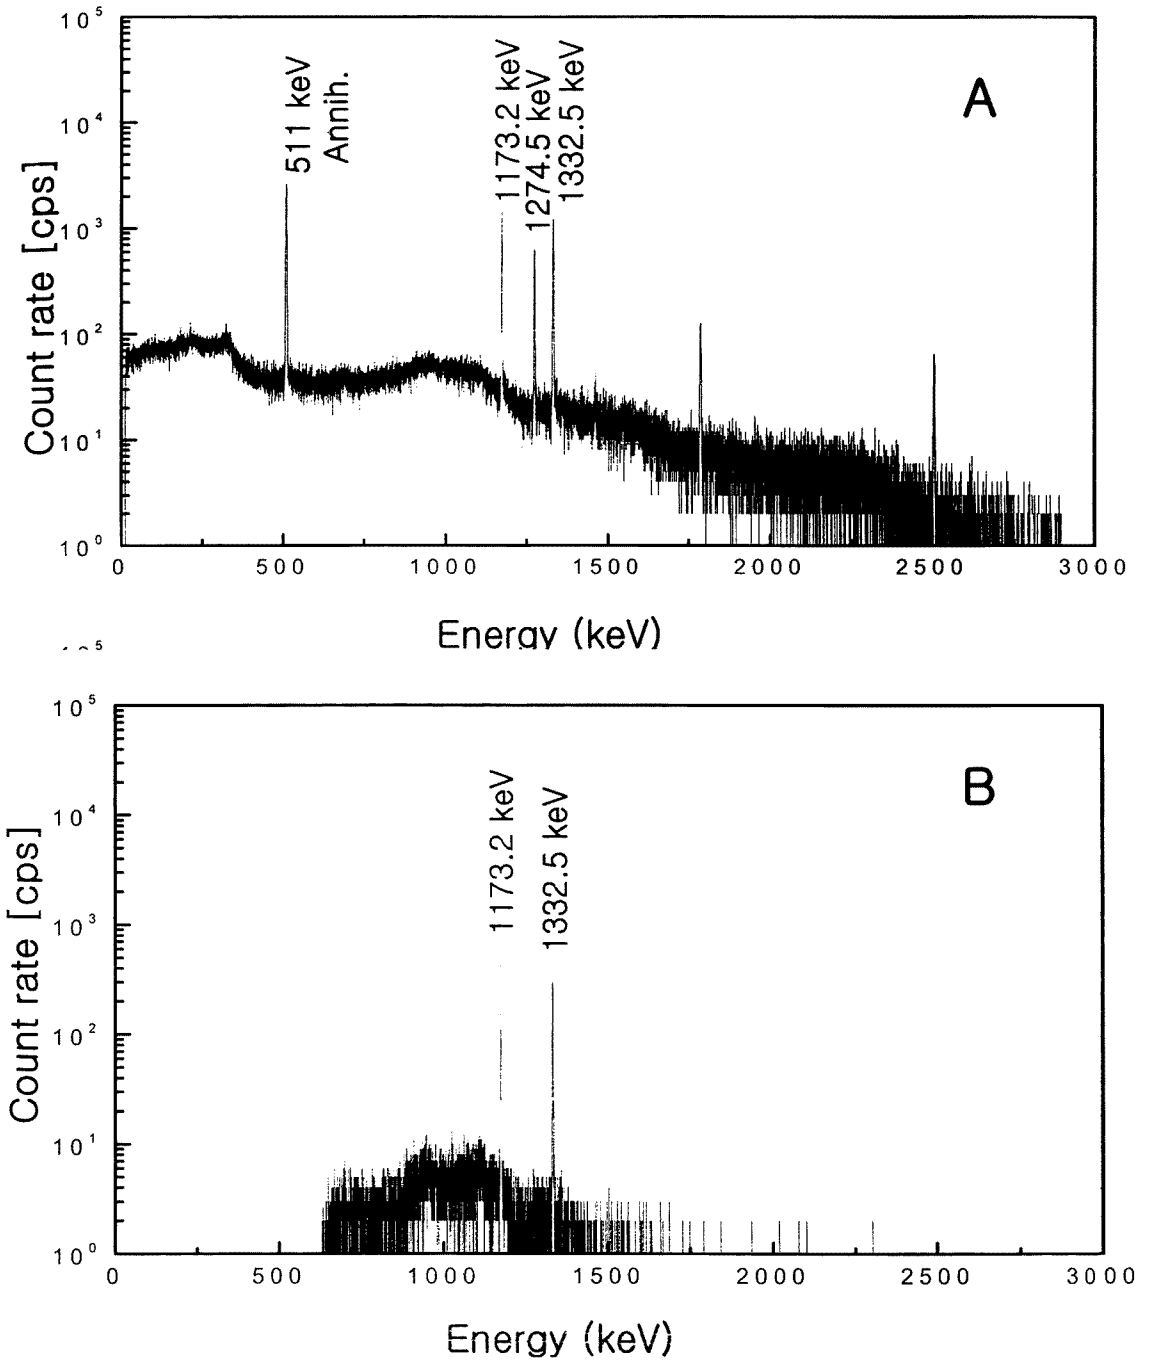 10⁵
10⁴
10³
10²
10¹
10⁰
Count rate [cps]
511 keV
Annih.
1173.2 keV
1274.5 keV
1332.5 keV
A
0 500 1000 1500 2000 2500 3000
Energy (keV)
10⁵
10⁵
10⁴
10³
10²
10¹
10⁰
Count rate [cps]
1173.2 keV
1332.5 keV
B
0 500 1000 1500 2000 2500 3000
Energy (keV)